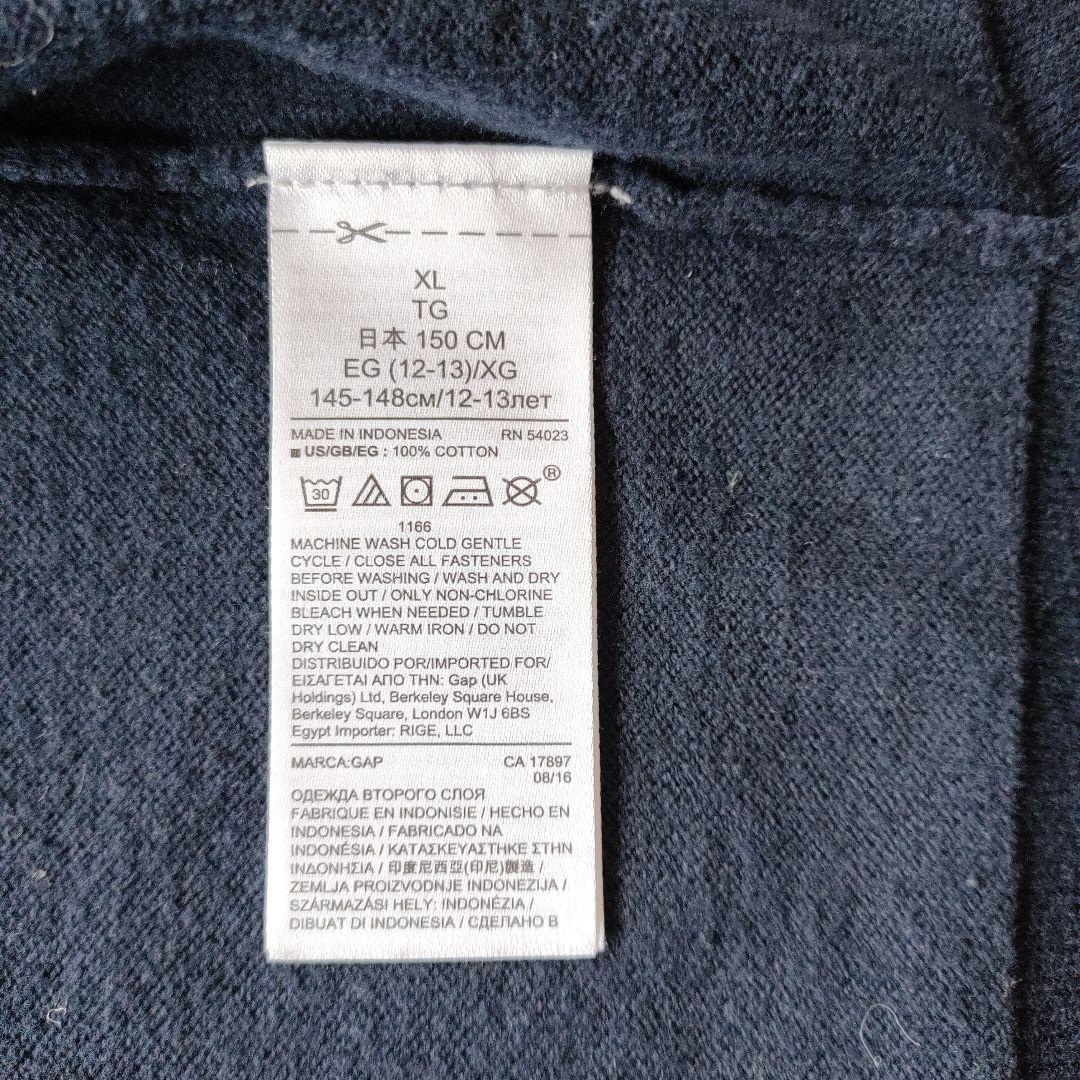 XL
TG
日本 150 CM
EG (12-13)/XG
145-148см/12-13лет
MADE IN INDONESIA RN 54023
US/GB/EG : 100% COTTON
30 ®
1166
MACHINE WASH COLD GENTLE
CYCLE / CLOSE ALL FASTENERS
BEFORE WASHING / WASH AND DRY
INSIDE OUT / ONLY NON-CHLORINE
BLEACH WHEN NEEDED / TUMBLE
DRY LOW / WARM IRON / DO NOT
DRY CLEAN
DISTRIBUIDO POR/IMPORTED FOR/
ΕΙΣΑΓΕΤΑΙ ΑΠΟ ΤΗΝ: Gap (UK
Holdings) Ltd, Berkeley Square House,
Berkeley Square, London W1J 6BS
Egypt Importer: RIGE, LLC
MARCA:GAP CA 17897
08/16
ОДЕЖДА ВТОРОГО СЛОЯ
FABRIQUE EN INDONISIE / HECHO EN
INDONESIA / FABRICADO NA
INDONÉSIA / ΚΑΤΑΣΚΕΥΑΣΤΗΚΕ ΣΤΗΝ
ΙΝΔΟΝΗΣΙΑ / 印度尼西亞(印尼)製造 /
ZEMLJA PROIZVODNJE INDONEZIJA /
SZÁRMAZÁSI HELY: INDONÉZIA /
DIBUAT DI INDONESIA / СДЕЛАНО В